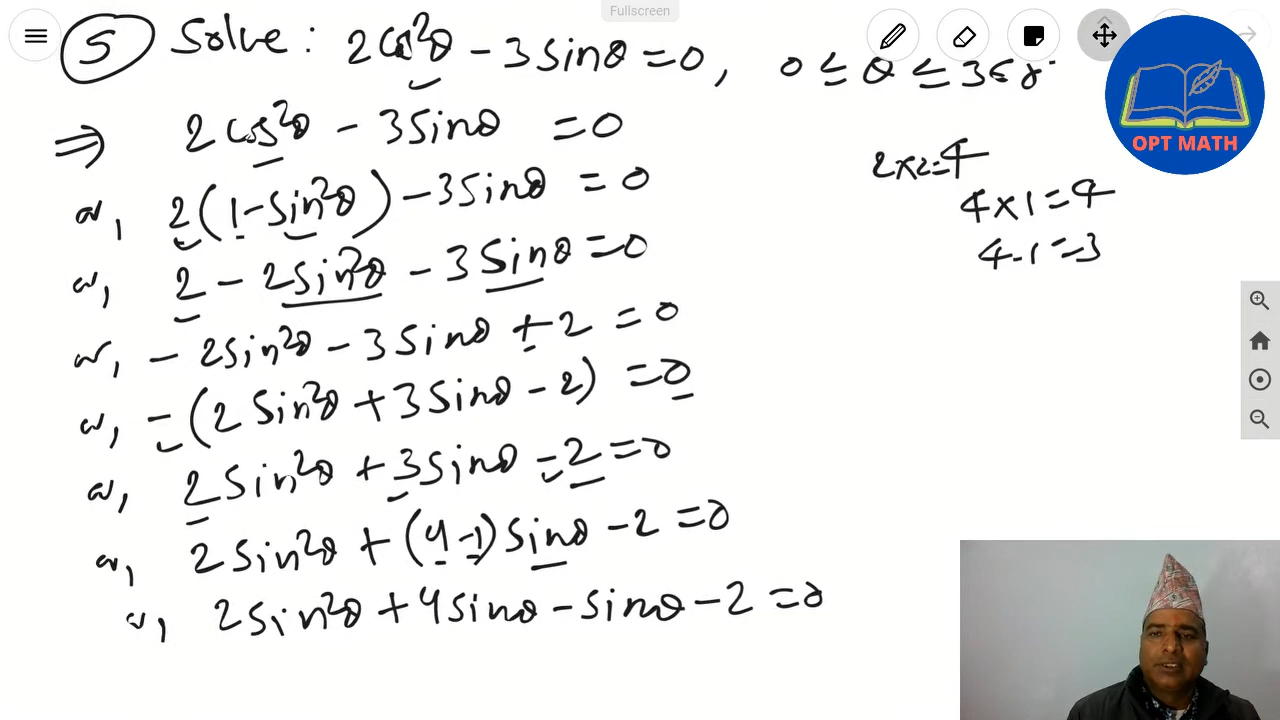 Fullscreen
5 Solve: 2cos²θ - 3sinθ = 0, 0 ≤ θ ≤ 360°
⇒ 2cos²θ - 3sinθ = 0
or, 2(1-sin²θ) - 3sinθ = 0
or, 2 - 2sin²θ - 3sinθ = 0
or, - 2sin²θ - 3sinθ + 2 = 0
or, -(2sin²θ + 3sinθ - 2) = 0
or, 2sin²θ + 3sinθ - 2 = 0
or, 2sin²θ + (4-1)sinθ - 2 = 0
or, 2sin²θ + 4sinθ - sinθ - 2 = 0
2×2=4
4×1=4
4-1=3
OPT MATH